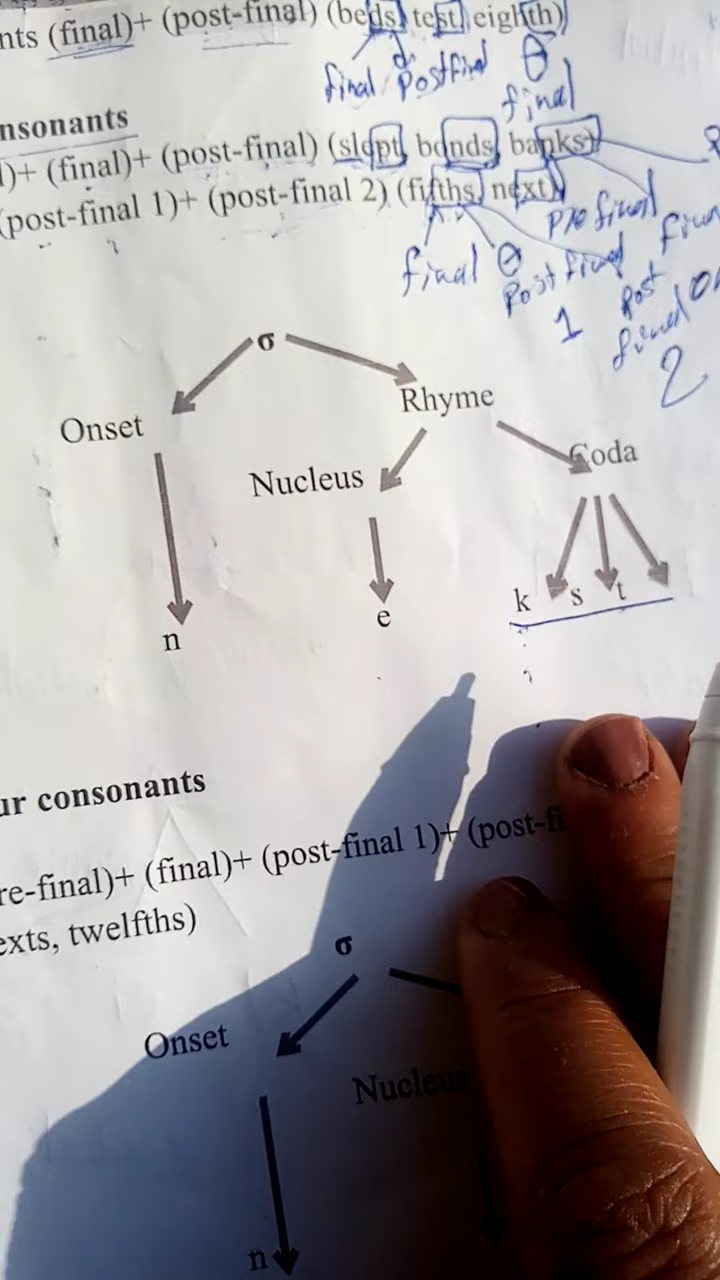 nts (final)+ (post-final) (beds, test, eighth)
final Postfinal θ
final
nsonants
l)+ (final)+ (post-final) (slept, bonds, banks)
(post-final 1)+ (post-final 2) (fifths, next)
pre final
final θ Post final
1 post
2
σ
Onset Rhyme
Nucleus Coda
n e k s t
ur consonants
re-final)+ (final)+ (post-final 1)+ (post-fi
exts, twelfths)
σ
Onset
Nucleus
n